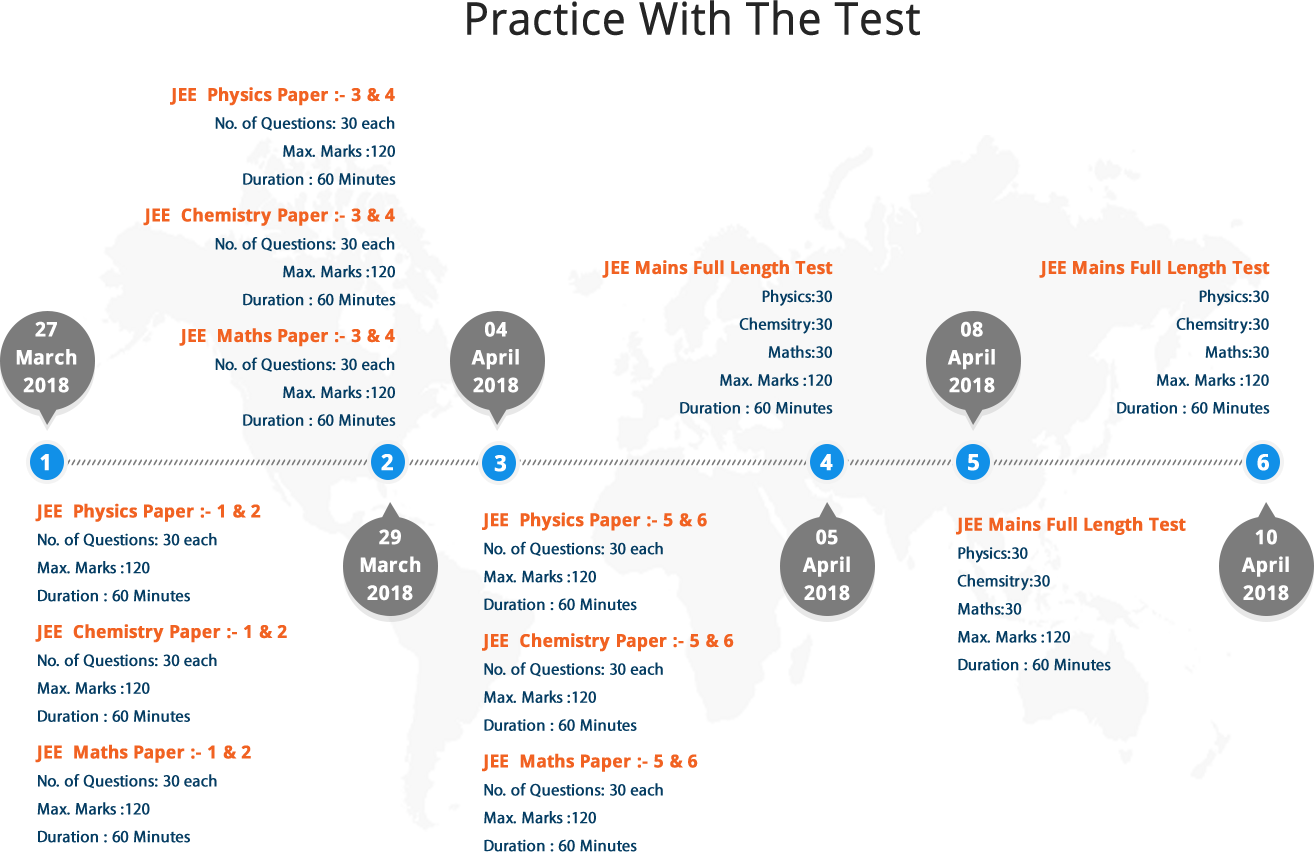 Practice With The Test
27
March
2018
1
JEE Physics Paper :- 1 & 2
No. of Questions: 30 each
Max. Marks :120
Duration : 60 Minutes
JEE Chemistry Paper :- 1 & 2
No. of Questions: 30 each
Max. Marks :120
Duration : 60 Minutes
JEE Maths Paper :- 1 & 2
No. of Questions: 30 each
Max. Marks :120
Duration : 60 Minutes
JEE Physics Paper :- 3 & 4
No. of Questions: 30 each
Max. Marks :120
Duration : 60 Minutes
JEE Chemistry Paper :- 3 & 4
No. of Questions: 30 each
Max. Marks :120
Duration : 60 Minutes
JEE Maths Paper :- 3 & 4
No. of Questions: 30 each
Max. Marks :120
Duration : 60 Minutes
2
29
March
2018
04
April
2018
3
JEE Physics Paper :- 5 & 6
No. of Questions: 30 each
Max. Marks :120
Duration : 60 Minutes
JEE Chemistry Paper :- 5 & 6
No. of Questions: 30 each
Max. Marks :120
Duration : 60 Minutes
JEE Maths Paper :- 5 & 6
No. of Questions: 30 each
Max. Marks :120
Duration : 60 Minutes
JEE Mains Full Length Test
Physics:30
Chemsitry:30
Maths:30
Max. Marks :120
Duration : 60 Minutes
4
05
April
2018
08
April
2018
5
JEE Mains Full Length Test
Physics:30
Chemsitry:30
Maths:30
Max. Marks :120
Duration : 60 Minutes
JEE Mains Full Length Test
Physics:30
Chemsitry:30
Maths:30
Max. Marks :120
Duration : 60 Minutes
6
10
April
2018